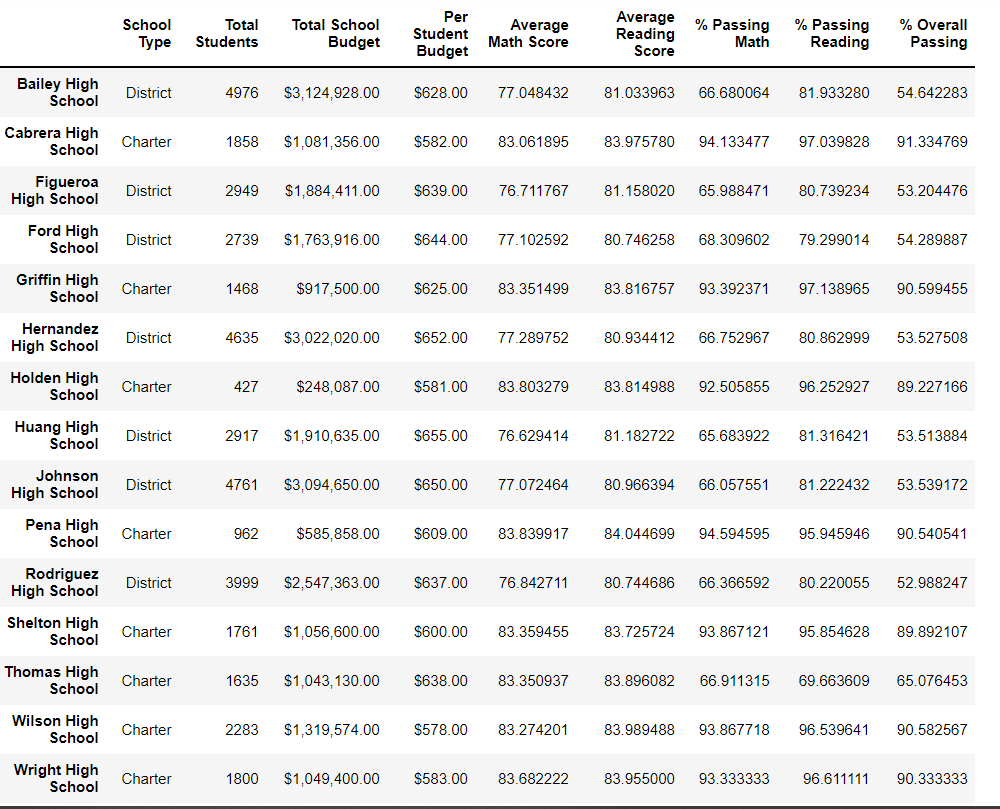 School Type Total Students Total School Budget Per Student Budget Average Math Score Average Reading Score % Passing Math % Passing Reading % Overall Passing
Bailey High School District 4976 $3,124,928.00 $628.00 77.048432 81.033963 66.680064 81.933280 54.642283
Cabrera High School Charter 1858 $1,081,356.00 $582.00 83.061895 83.975780 94.133477 97.039828 91.334769
Figueroa High School District 2949 $1,884,411.00 $639.00 76.711767 81.158020 65.988471 80.739234 53.204476
Ford High School District 2739 $1,763,916.00 $644.00 77.102592 80.746258 68.309602 79.299014 54.289887
Griffin High School Charter 1468 $917,500.00 $625.00 83.351499 83.816757 93.392371 97.138965 90.599455
Hernandez High School District 4635 $3,022,020.00 $652.00 77.289752 80.934412 66.752967 80.862999 53.527508
Holden High School Charter 427 $248,087.00 $581.00 83.803279 83.814988 92.505855 96.252927 89.227166
Huang High School District 2917 $1,910,635.00 $655.00 76.629414 81.182722 65.683922 81.316421 53.513884
Johnson High School District 4761 $3,094,650.00 $650.00 77.072464 80.966394 66.057551 81.222432 53.539172
Pena High School Charter 962 $585,858.00 $609.00 83.839917 84.044699 94.594595 95.945946 90.540541
Rodriguez High School District 3999 $2,547,363.00 $637.00 76.842711 80.744686 66.366592 80.220055 52.988247
Shelton High School Charter 1761 $1,056,600.00 $600.00 83.359455 83.725724 93.867121 95.854628 89.892107
Thomas High School Charter 1635 $1,043,130.00 $638.00 83.350937 83.896082 66.911315 69.663609 65.076453
Wilson High School Charter 2283 $1,319,574.00 $578.00 83.274201 83.989488 93.867718 96.539641 90.582567
Wright High School Charter 1800 $1,049,400.00 $583.00 83.682222 83.955000 93.333333 96.611111 90.333333